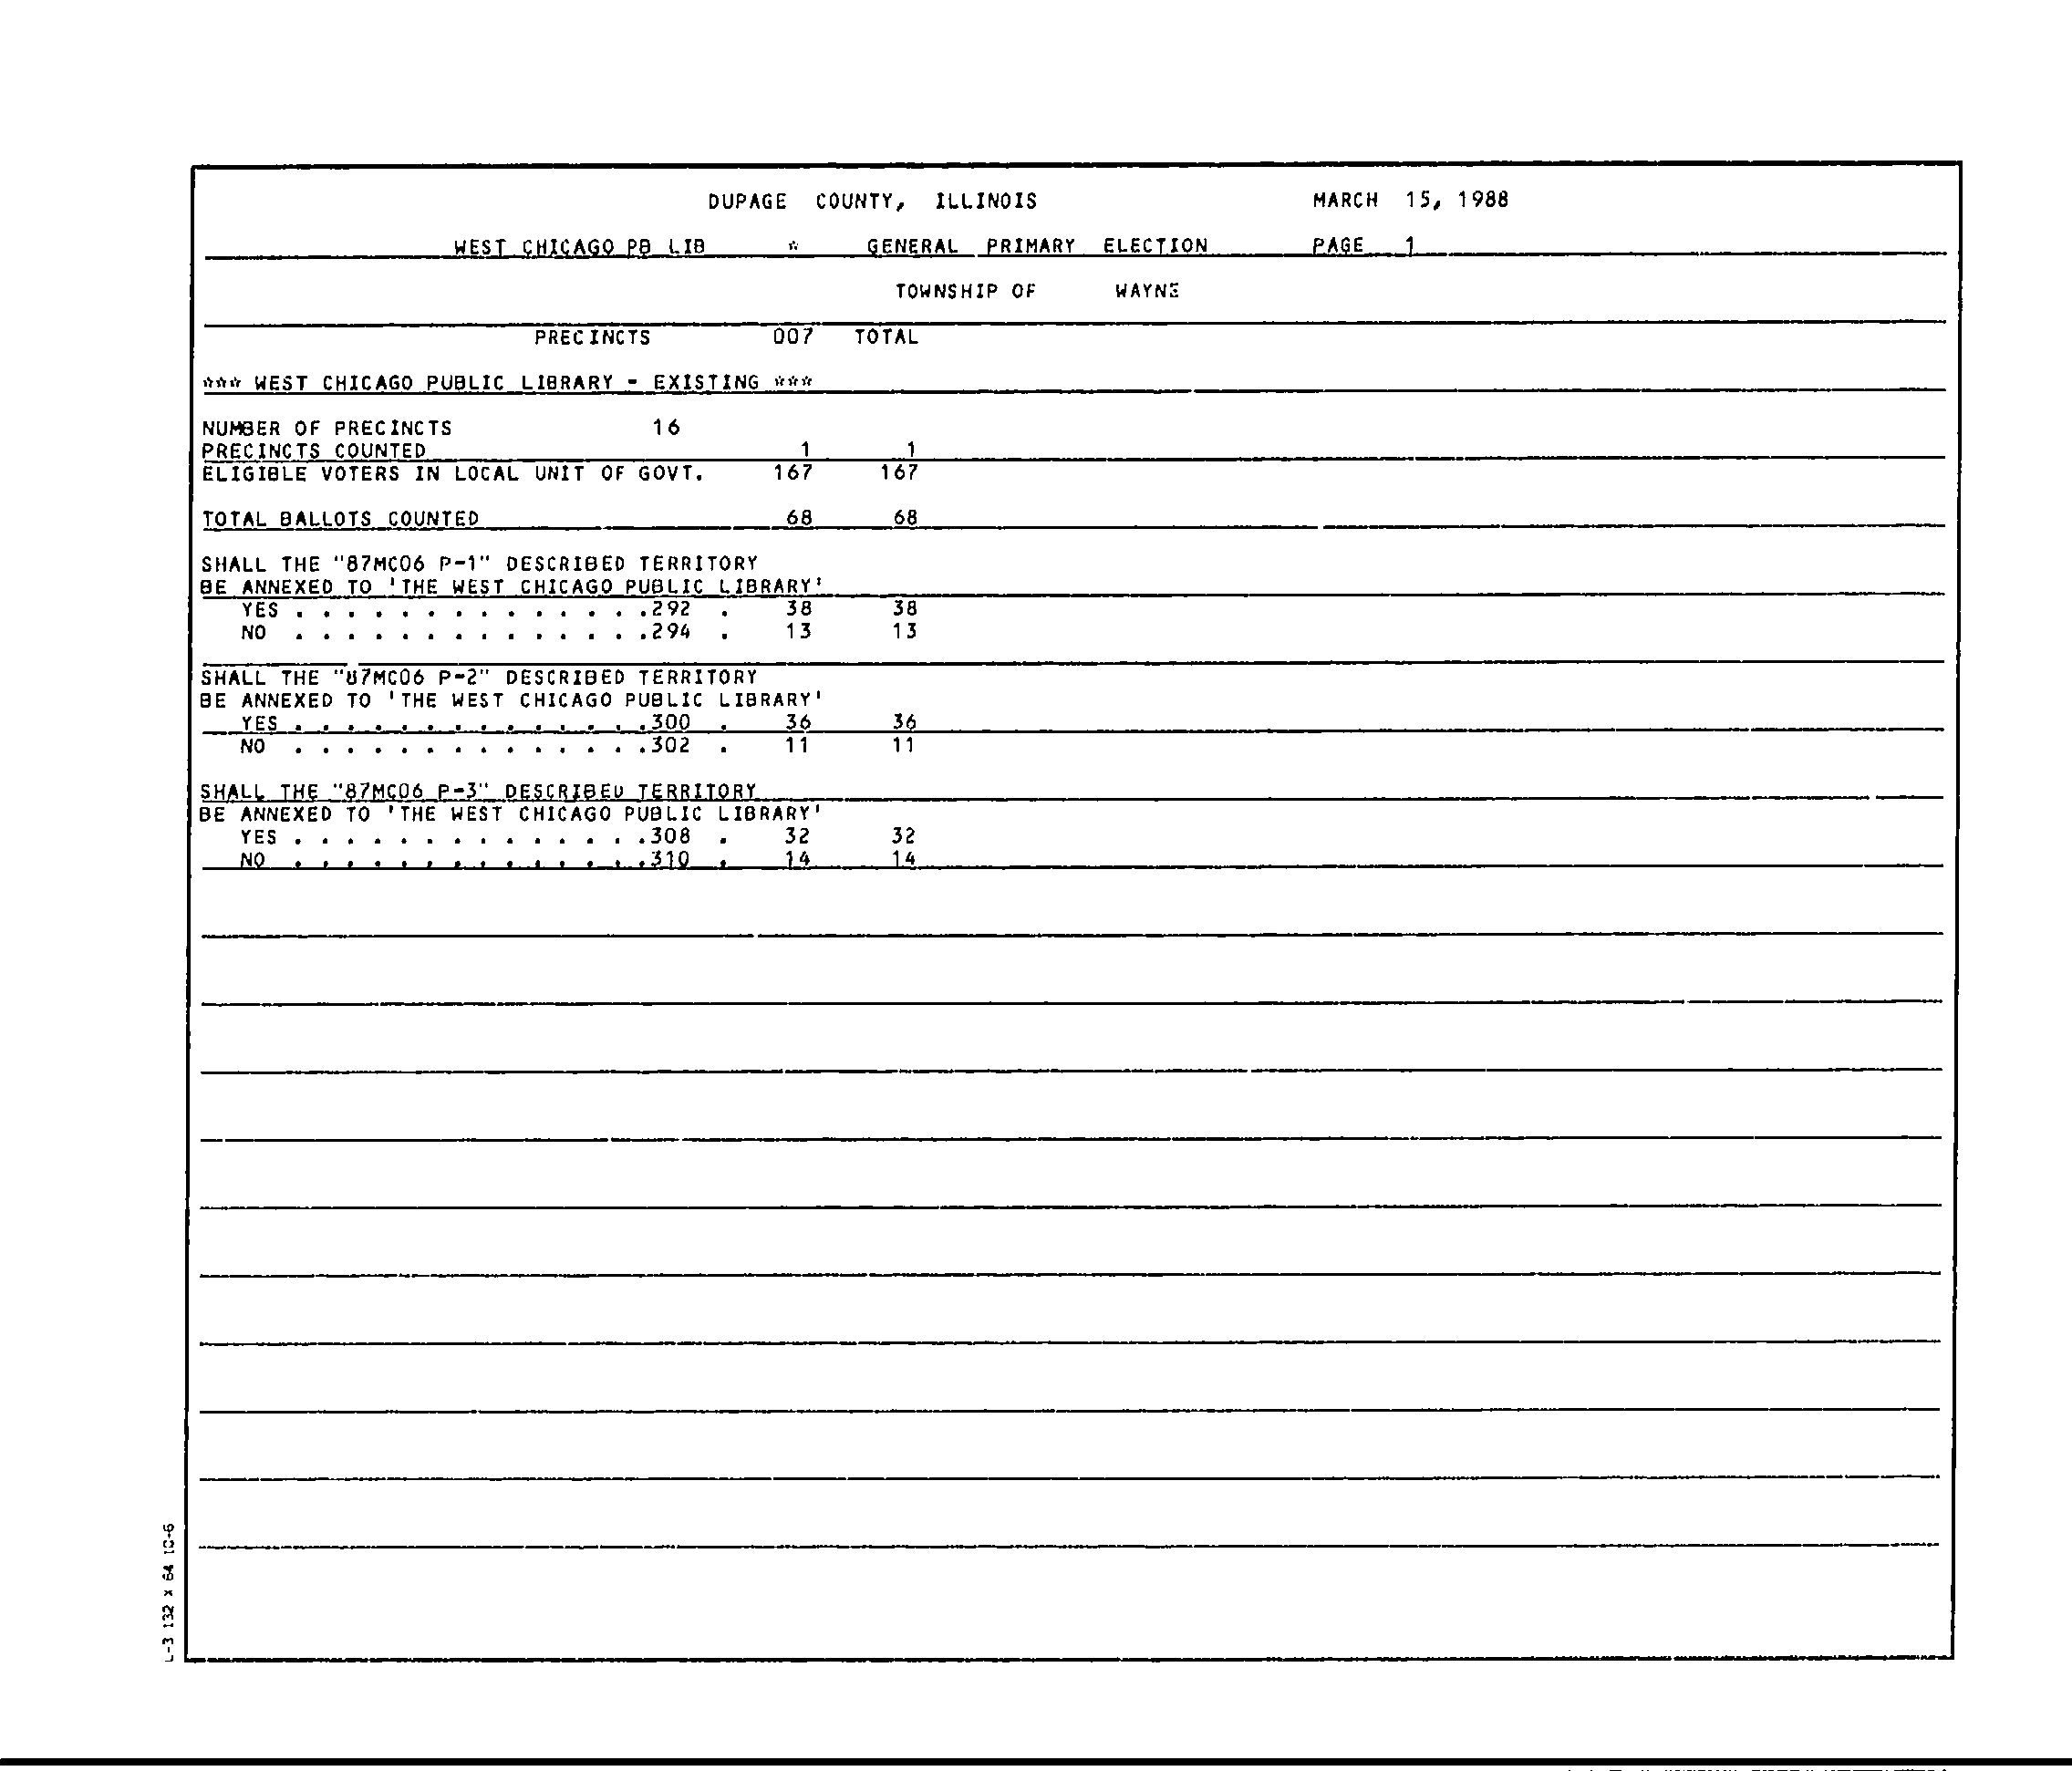 DUPAGE COUNTY, ILLINOIS MARCH 15, 1988
WEST CHICAGO PB LIB * GENERAL PRIMARY ELECTION PAGE 1
TOWNSHIP OF WAYNE
PRECINCTS 007 TOTAL
*** WEST CHICAGO PUBLIC LIBRARY - EXISTING ***
NUMBER OF PRECINCTS 16
PRECINCTS COUNTED 1 1
ELIGIBLE VOTERS IN LOCAL UNIT OF GOVT. 167 167
TOTAL BALLOTS COUNTED 68 68
SHALL THE "87MC06 P-1" DESCRIBED TERRITORY
BE ANNEXED TO 'THE WEST CHICAGO PUBLIC LIBRARY'
YES . . . . . . . . . . . . . .292 . 38 38
NO . . . . . . . . . . . . . .294 . 13 13
SHALL THE "87MC06 P-2" DESCRIBED TERRITORY
BE ANNEXED TO 'THE WEST CHICAGO PUBLIC LIBRARY'
YES . . . . . . . . . . . . . .300 . 36 36
NO . . . . . . . . . . . . . .302 . 11 11
SHALL THE "87MC06 P-3" DESCRIBED TERRITORY
BE ANNEXED TO 'THE WEST CHICAGO PUBLIC LIBRARY'
YES . . . . . . . . . . . . . .308 . 32 32
NO . . . . . . . . . . . . . .310 . 14 14
L-3 132 x 64 10-6